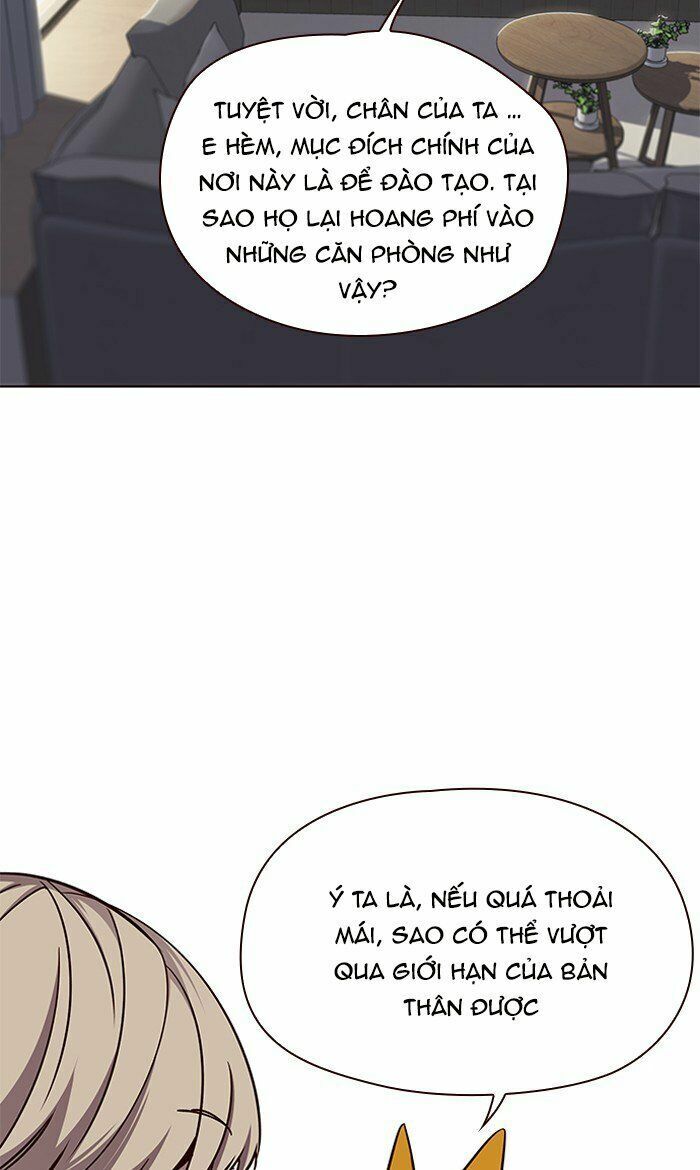 TUYỆT VỜI, CHÂN CỦA TA ...
E HÈM, MỤC ĐÍCH CHÍNH CỦA
NƠI NÀY LÀ ĐỂ ĐÀO TẠO. TẠI
SAO HỌ LẠI HOANG PHÍ VÀO
NHỮNG CĂN PHÒNG NHƯ
VẬY?
Ý TA LÀ, NẾU QUÁ THOẢI
MÁI, SAO CÓ THỂ VƯỢT
QUA GIỚI HẠN CỦA BẢN
THÂN ĐƯỢC